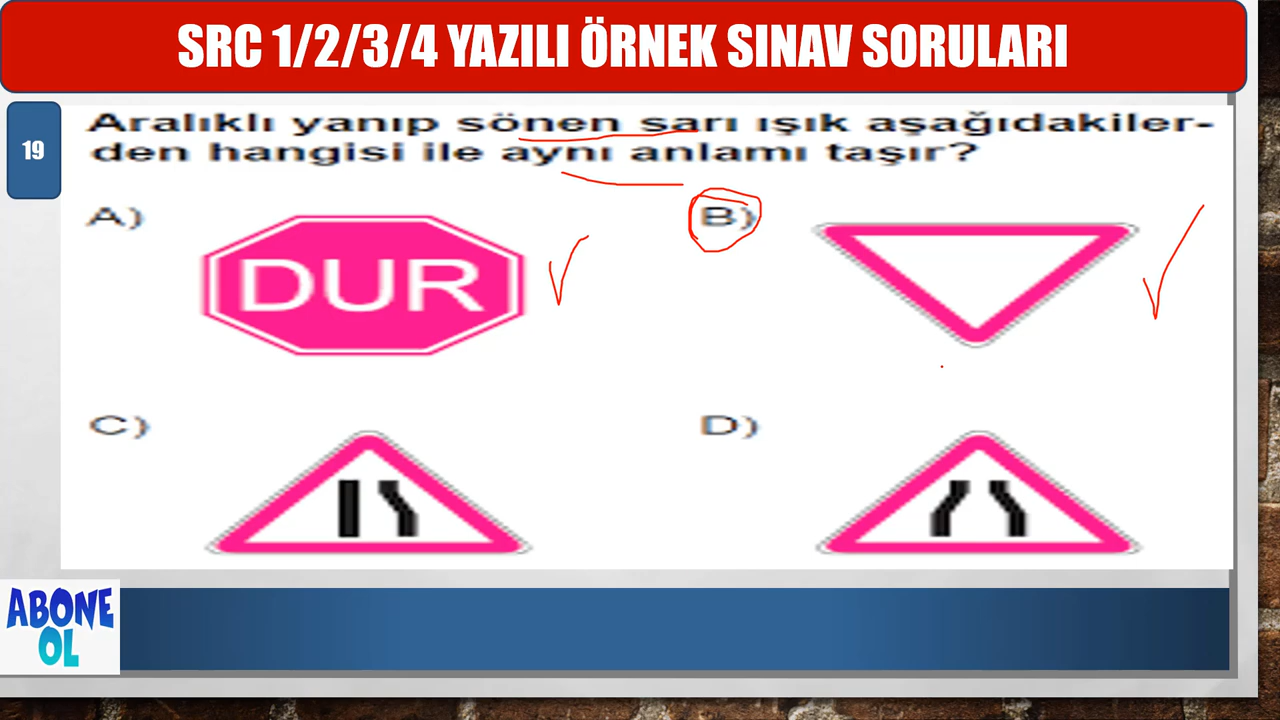 SRC 1/2/3/4 YAZILI ÖRNEK SINAV SORULARI
19
Aralıklı yanıp sönen sarı ışık aşağıdakiler-
den hangisi ile aynı anlamı taşır?
A)
DUR
B)
C)
D)
ABONE
OL